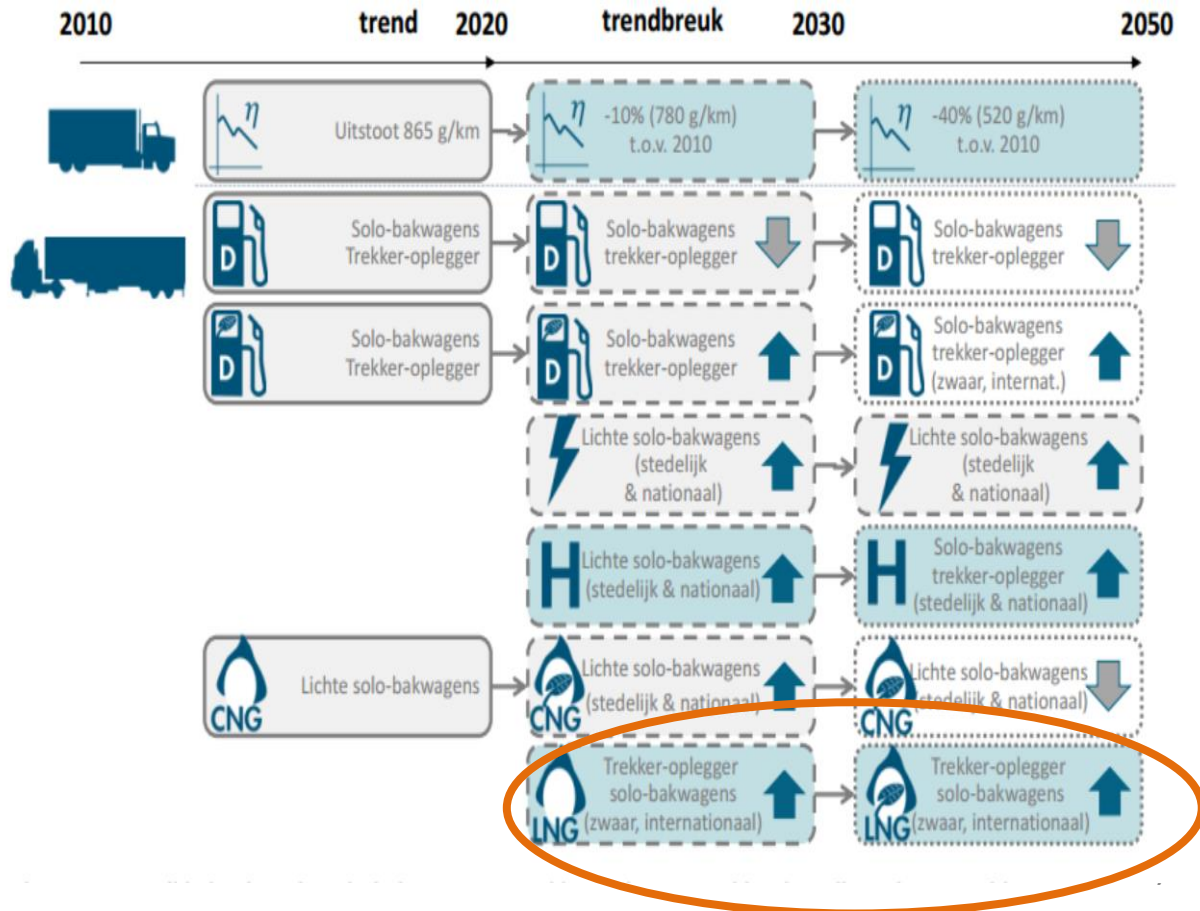 2010 trend 2020 trendbreuk 2030 2050
η
Uitstoot 865 g/km
η
-10% (780 g/km)
t.o.v. 2010
η
-40% (520 g/km)
t.o.v. 2010
D
Solo-bakwagens
Trekker-oplegger
D
Solo-bakwagens
trekker-oplegger
D
Solo-bakwagens
trekker-oplegger
D
Solo-bakwagens
Trekker-oplegger
D
Solo-bakwagens
trekker-oplegger
D
Solo-bakwagens
trekker-oplegger
(zwaar, internat.)
Lichte solo-bakwagens
(stedelijk
& nationaal)
Lichte solo-bakwagens
(stedelijk
& nationaal)
H
Lichte solo-bakwagens
(stedelijk & nationaal)
H
Solo-bakwagens
trekker-oplegger
(stedelijk & nationaal)
CNG
Lichte solo-bakwagens
CNG
Lichte solo-bakwagens
(stedelijk & nationaal)
CNG
Lichte solo-bakwagens
(stedelijk & nationaal)
LNG
Trekker-oplegger
solo-bakwagens
(zwaar, internationaal)
LNG
Trekker-oplegger
solo-bakwagens
(zwaar, internationaal)